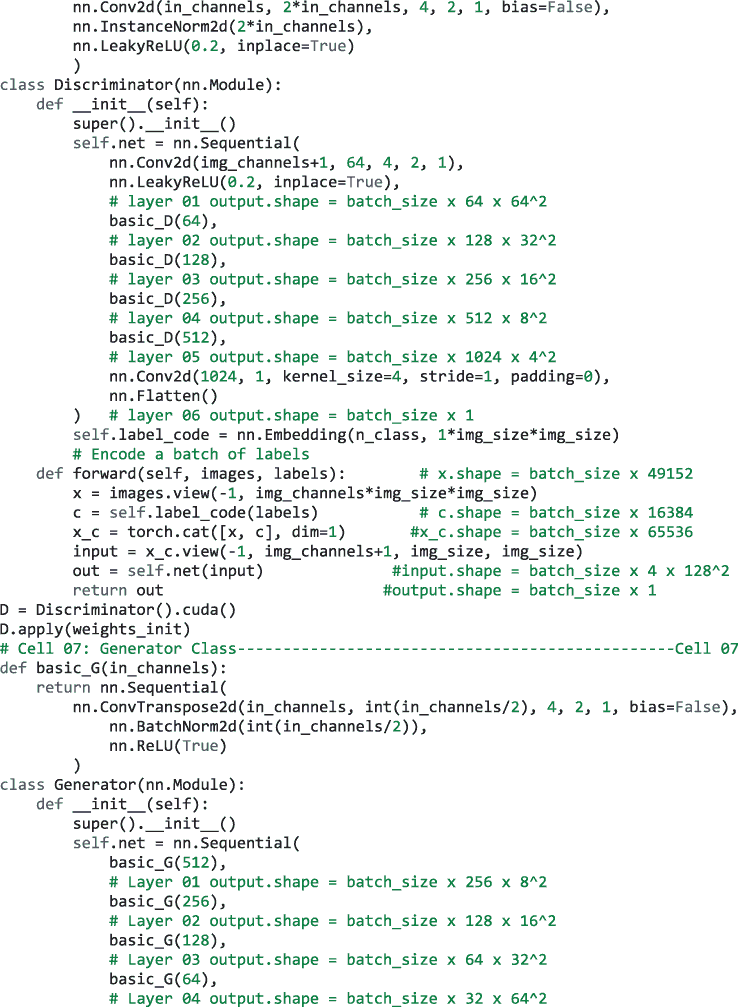 nn.Conv2d(in_channels, 2*in_channels, 4, 2, 1, bias=False),
nn.InstanceNorm2d(2*in_channels),
nn.LeakyReLU(0.2, inplace=True)
)
class Discriminator(nn.Module):
def __init__(self):
super().__init__()
self.net = nn.Sequential(
nn.Conv2d(img_channels+1, 64, 4, 2, 1),
nn.LeakyReLU(0.2, inplace=True),
# layer 01 output.shape = batch_size x 64 x 64^2
basic_D(64),
# layer 02 output.shape = batch_size x 128 x 32^2
basic_D(128),
# layer 03 output.shape = batch_size x 256 x 16^2
basic_D(256),
# layer 04 output.shape = batch_size x 512 x 8^2
basic_D(512),
# layer 05 output.shape = batch_size x 1024 x 4^2
nn.Conv2d(1024, 1, kernel_size=4, stride=1, padding=0),
nn.Flatten()
) # layer 06 output.shape = batch_size x 1
self.label_code = nn.Embedding(n_class, 1*img_size*img_size)
# Encode a batch of labels
def forward(self, images, labels): # x.shape = batch_size x 49152
x = images.view(-1, img_channels*img_size*img_size)
c = self.label_code(labels) # c.shape = batch_size x 16384
x_c = torch.cat([x, c], dim=1) #x_c.shape = batch_size x 65536
input = x_c.view(-1, img_channels+1, img_size, img_size)
out = self.net(input) #input.shape = batch_size x 4 x 128^2
return out #output.shape = batch_size x 1
D = Discriminator().cuda()
D.apply(weights_init)
# Cell 07: Generator Class------------------------------------------------Cell 07
def basic_G(in_channels):
return nn.Sequential(
nn.ConvTranspose2d(in_channels, int(in_channels/2), 4, 2, 1, bias=False),
nn.BatchNorm2d(int(in_channels/2)),
nn.ReLU(True)
)
class Generator(nn.Module):
def __init__(self):
super().__init__()
self.net = nn.Sequential(
basic_G(512),
# Layer 01 output.shape = batch_size x 256 x 8^2
basic_G(256),
# Layer 02 output.shape = batch_size x 128 x 16^2
basic_G(128),
# Layer 03 output.shape = batch_size x 64 x 32^2
basic_G(64),
# Layer 04 output.shape = batch_size x 32 x 64^2